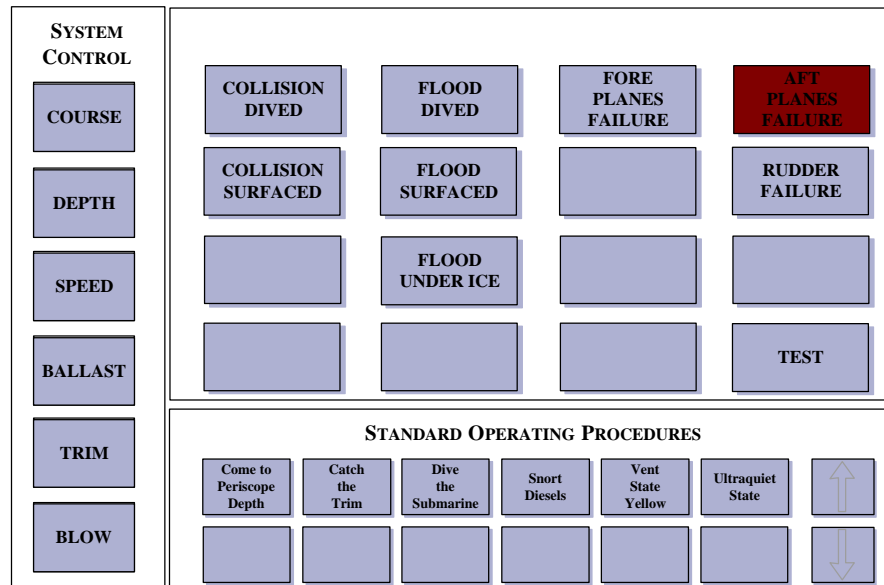 SYSTEM
CONTROL
COURSE
DEPTH
SPEED
BALLAST
TRIM
BLOW
COLLISION
DIVED
FLOOD
DIVED
FORE
PLANES
FAILURE
AFT
PLANES
FAILURE
COLLISION
SURFACED
FLOOD
SURFACED
RUDDER
FAILURE
FLOOD
UNDER ICE
TEST
STANDARD OPERATING PROCEDURES
Come to
Periscope
Depth
Catch
the
Trim
Dive
the
Submarine
Snort
Diesels
Vent
State
Yellow
Ultraquiet
State